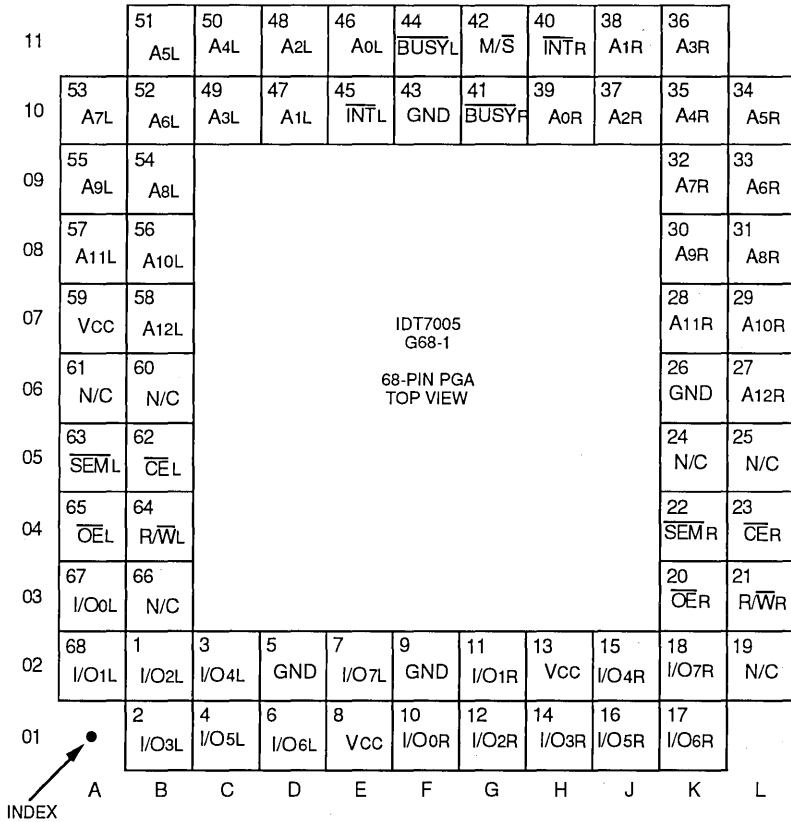 11 51 50 48 46 44 42 40 38 36
A5L A4L A2L A0L BUSYL M/S INTR A1R A3R
10 53 52 49 47 45 43 41 39 37 35 34
A7L A6L A3L A1L INTL GND BUSYR A0R A2R A4R A5R
09 55 54 32 33
A9L A8L A7R A6R
08 57 56 30 31
A11L A10L A9R A8R
07 59 58 28 29
VCC A12L A11R A10R
IDT7005
G68-1
06 61 60 26 27
N/C N/C GND A12R
68-PIN PGA
TOP VIEW
05 63 62 24 25
SEML CEL N/C N/C
04 65 64 22 23
OEL R/WL SEMR CER
03 67 66 20 21
I/O0L N/C OER R/WR
02 68 1 3 5 7 9 11 13 15 18 19
I/O1L I/O2L I/O4L GND I/O7L GND I/O1R VCC I/O4R I/O7R N/C
01 2 4 6 8 10 12 14 16 17
I/O3L I/O5L I/O6L VCC I/O0R I/O2R I/O3R I/O5R I/O6R
A B C D E F G H J K L
INDEX